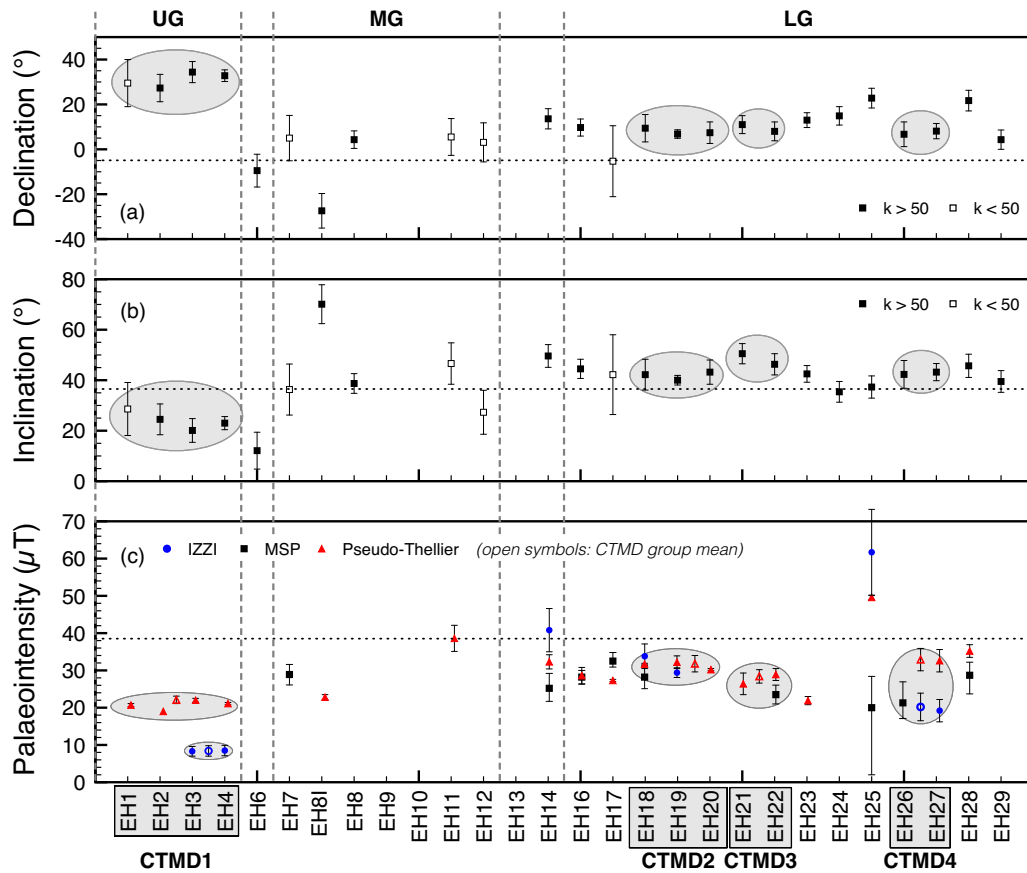 UG MG LG
Declination (°)
40
20
0
-20
-40
(a)
k > 50 k < 50
Inclination (°)
80
60
40
20
0
(b)
k > 50 k < 50
Palaeointensity (µT)
70
60
50
40
30
20
10
0
(c)
IZZI MSP Pseudo-Thellier (open symbols: CTMD group mean)
EH1 EH2 EH3 EH4 EH6 EH7 EH8I EH8 EH9 EH10 EH11 EH12 EH13 EH14 EH16 EH17 EH18 EH19 EH20 EH21 EH22 EH23 EH24 EH25 EH26 EH27 EH28 EH29
CTMD1 CTMD2 CTMD3 CTMD4